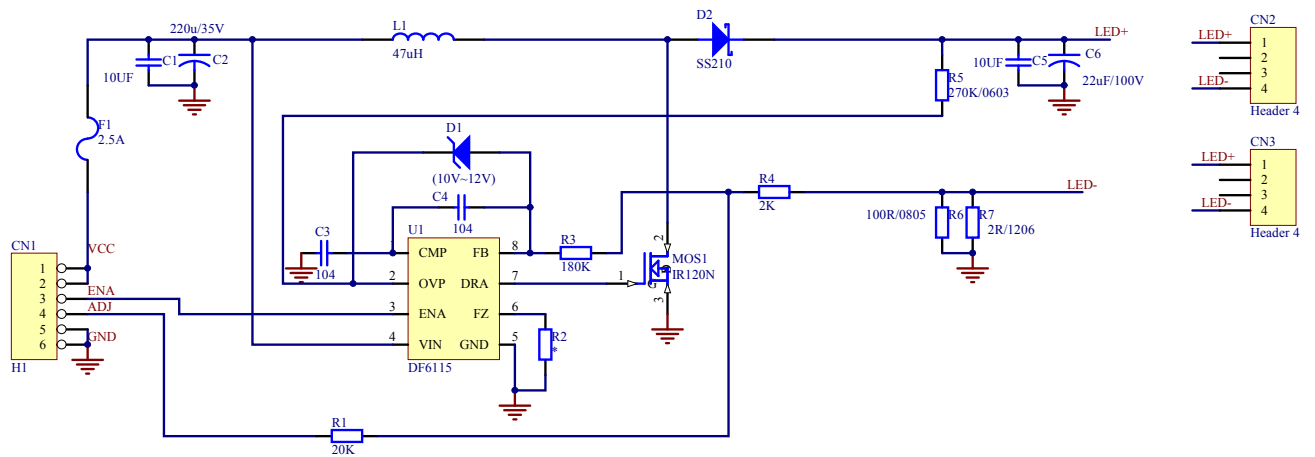 220u/35V
L1
47uH
D2
SS210
LED+
C1
10UF
C2
R5
270K/0603
10UF
C5
C6
22uF/100V
F1
2.5A
D1
(10V~12V)
C4
104
R4
2K
LED-
100R/0805
R6
R7
2R/1206
C3
104
U1
1 CMP FB 8
2 OVP DRA 7
3 ENA FZ 6
4 VIN GND 5
DF6115
R3
180K
2
MOS1
IR120N
1
G
3
R2
*
CN1
VCC
1
2
ENA
3
ADJ
4
5
GND
6
H1
R1
20K
CN2
LED+
1
2
3
LED-
4
Header 4
CN3
LED+
1
2
3
LED-
4
Header 4